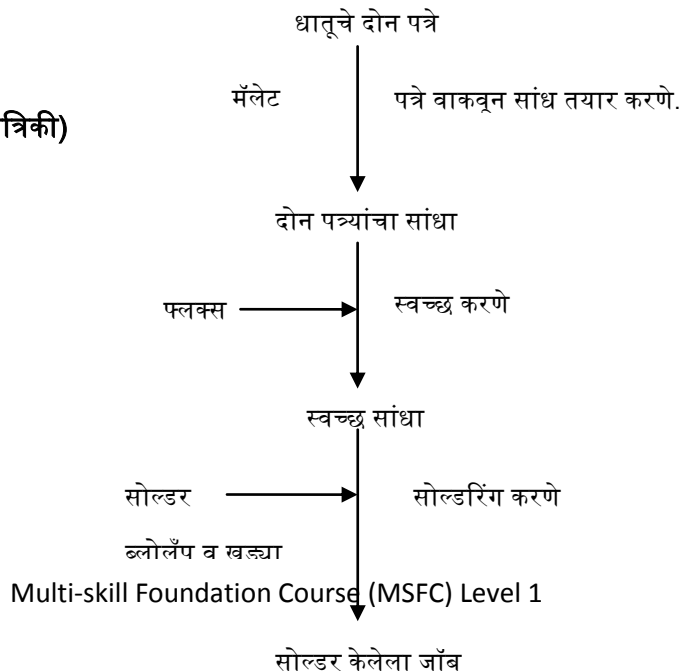 धातूचे दोन पत्रे
मॅलेट पत्रे वाकवून सांध तयार करणे.
त्रिकी)
दोन पत्र्यांचा सांधा
फ्लक्स स्वच्छ करणे
स्वच्छ सांधा
सोल्डर सोल्डरिंग करणे
ब्लोलँप व खड्या
Multi-skill Foundation Course (MSFC) Level 1
सोल्डर केलेला जॉब